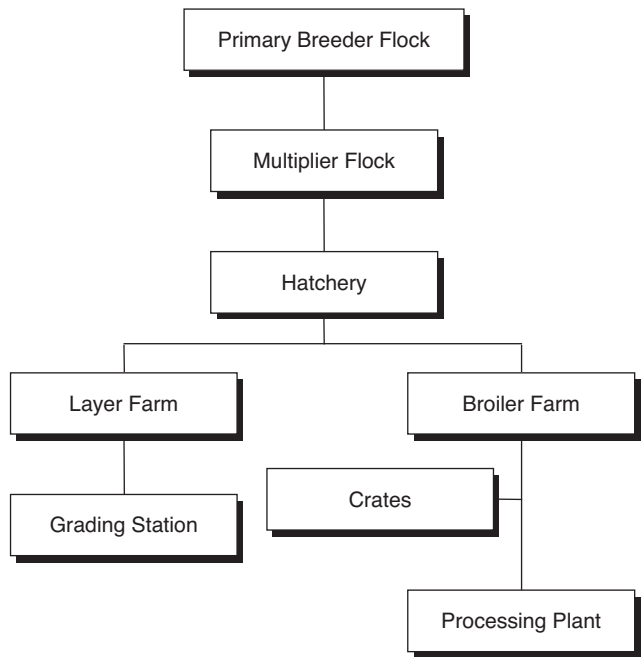 Primary Breeder Flock
Multiplier Flock
Hatchery
Layer Farm
Broiler Farm
Crates
Grading Station
Processing Plant